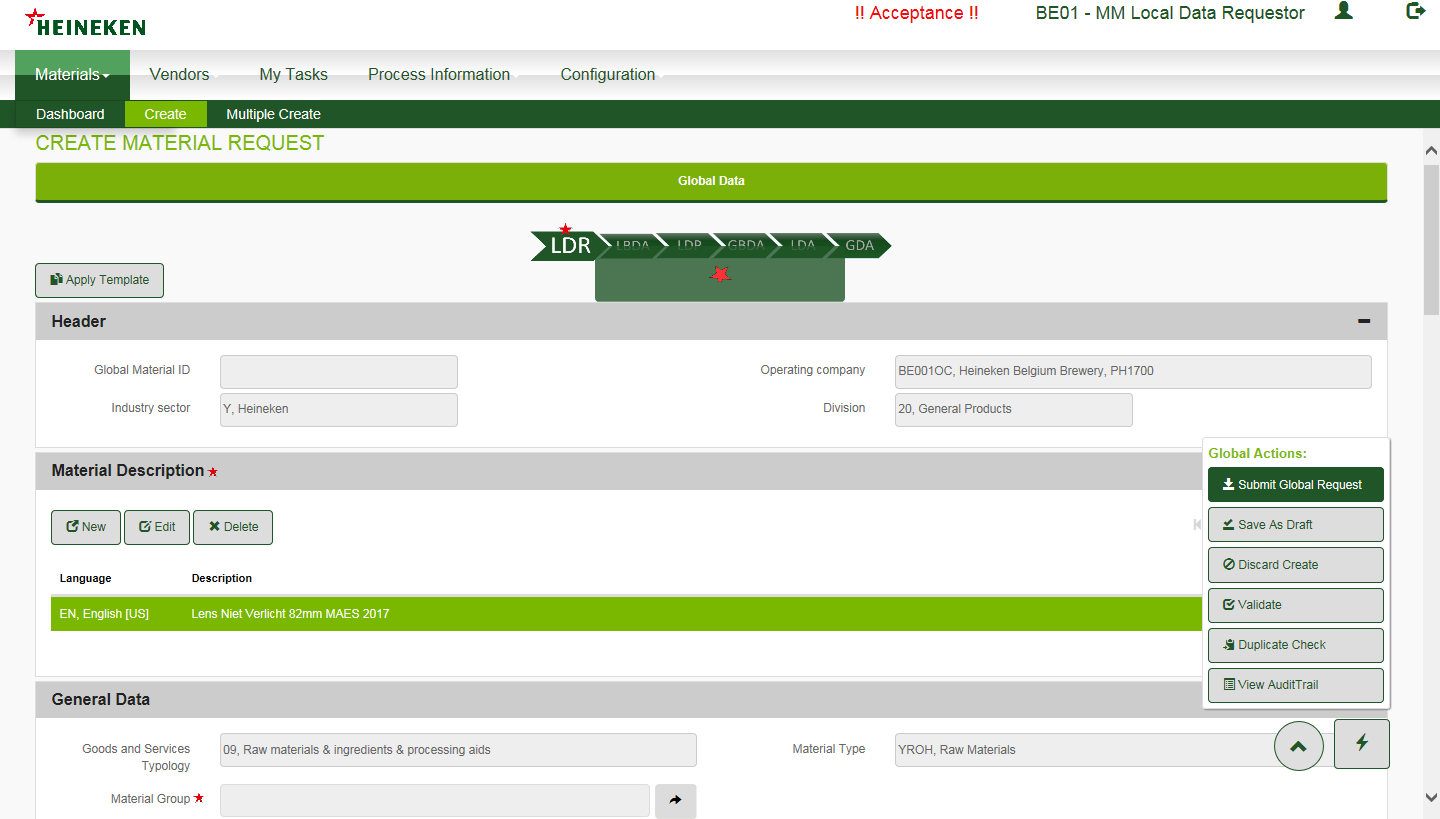 HEINEKEN
!! Acceptance !!
BE01 - MM Local Data Requestor
Materials
Vendors
My Tasks
Process Information
Configuration
Dashboard
Create
Multiple Create
CREATE MATERIAL REQUEST
Global Data
LDR
LBDA
LDP
GBDA
LDA
GDA
Apply Template
Header
Global Material ID
Operating company
BE001OC, Heineken Belgium Brewery, PH1700
Industry sector
Y, Heineken
Division
20, General Products
Material Description
New
Edit
Delete
Language
Description
EN, English [US]
Lens Niet Verlicht 82mm MAES 2017
Global Actions:
Submit Global Request
Save As Draft
Discard Create
Validate
Duplicate Check
View AuditTrail
General Data
Goods and Services
Typology
09, Raw materials & ingredients & processing aids
Material Type
YROH, Raw Materials
Material Group